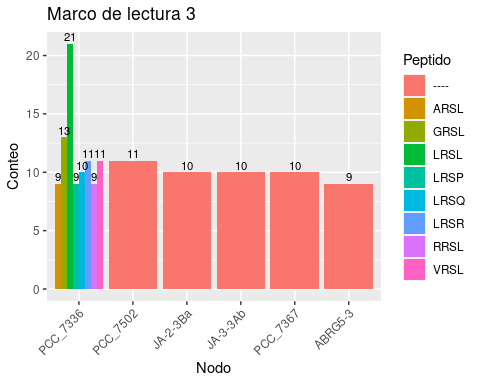 Marco de lectura 3
Conteo
20
15
10
5
0
9
13
21
9
10
11
9
11
11
10
10
10
9
PCC_7336
PCC_7502
JA-2-3Ba
JA-3-3Ab
PCC_7367
ABRG5-3
Nodo
Peptido
----
ARSL
GRSL
LRSL
LRSP
LRSQ
LRSR
RRSL
VRSL